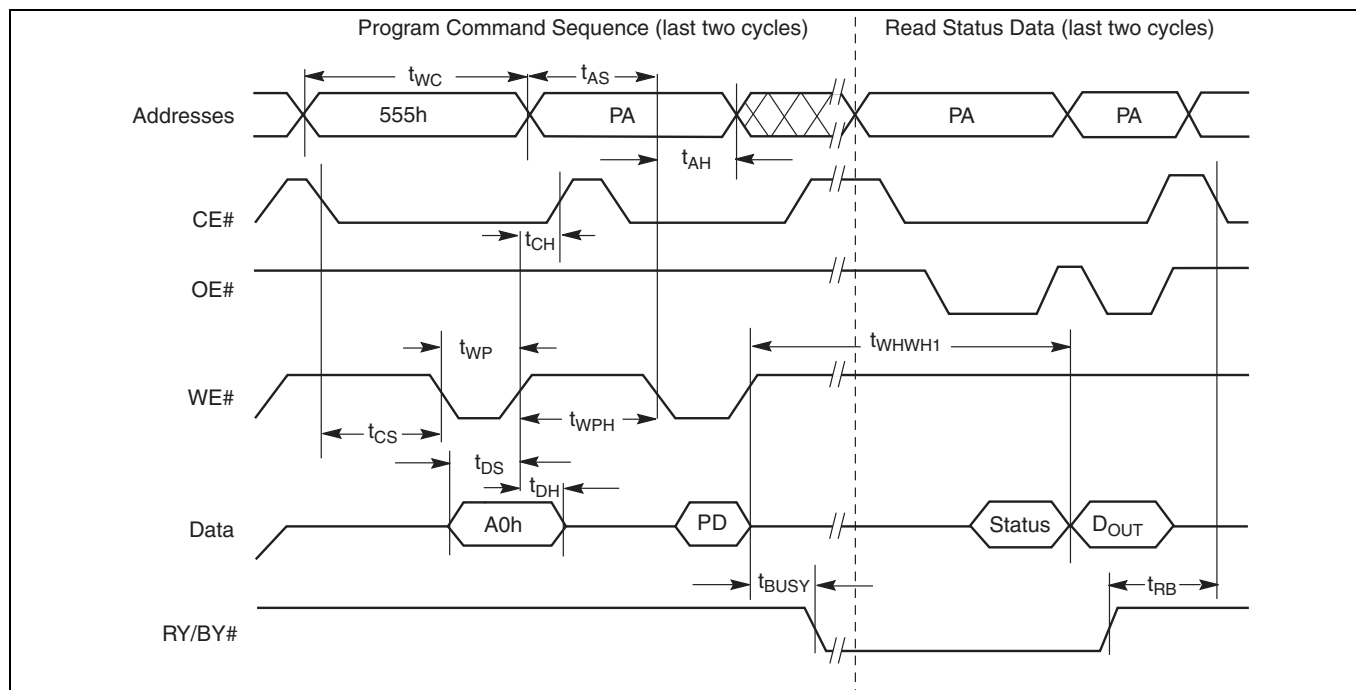 Program Command Sequence (last two cycles)
Read Status Data (last two cycles)
tWC
tAS
Addresses
555h
PA
PA
PA
tAH
CE#
tCH
OE#
tWP
tWHWH1
WE#
tCS
tWPH
tDS
tDH
Data
A0h
PD
Status
DOUT
tBUSY
tRB
RY/BY#